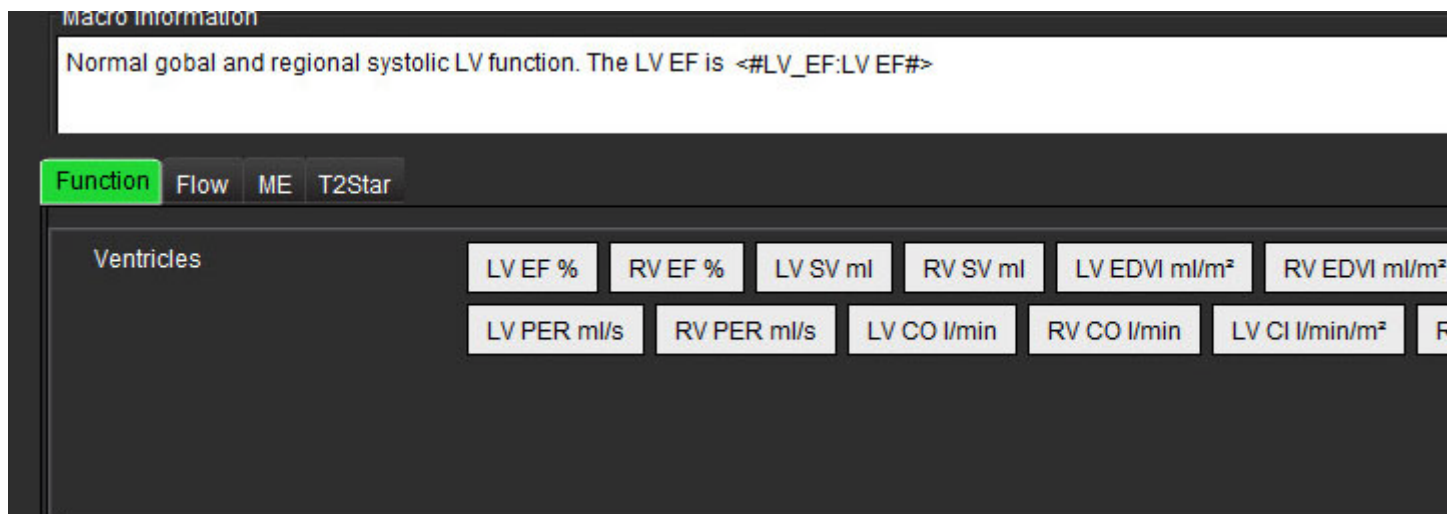 Macro Information
Normal gobal and regional systolic LV function. The LV EF is <#LV_EF:LV EF#>
Function Flow ME T2Star
Ventricles LV EF % RV EF % LV SV ml RV SV ml LV EDVI ml/m² RV EDVI ml/m²
LV PER ml/s RV PER ml/s LV CO l/min RV CO l/min LV CI l/min/m² R